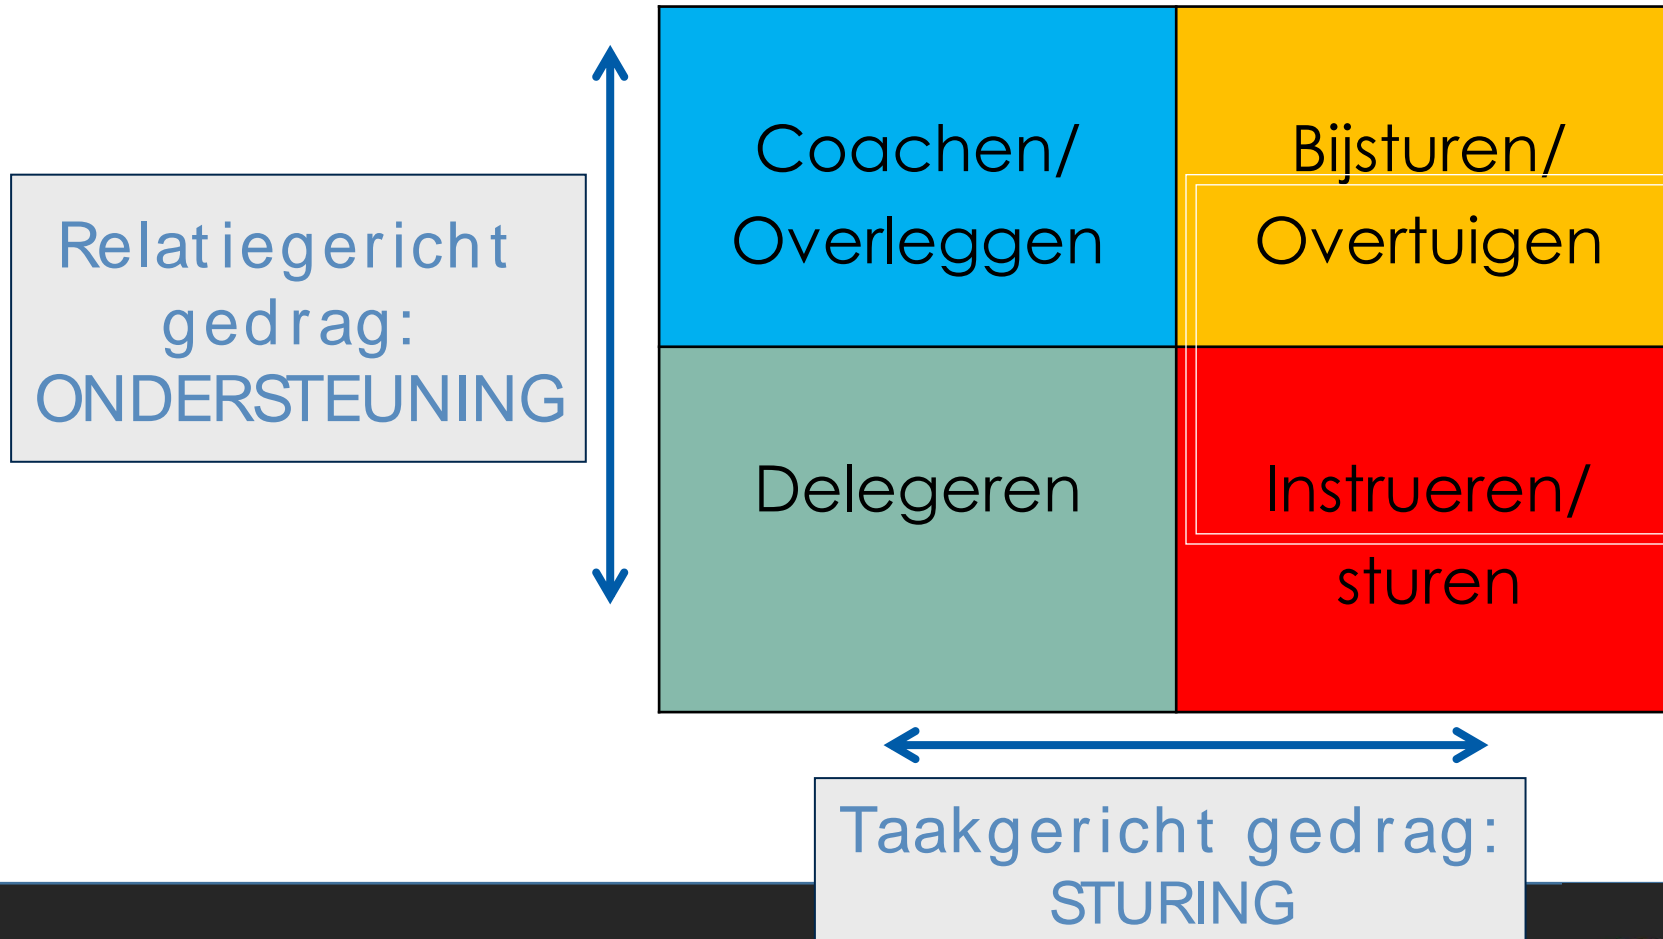 Coachen/
Overleggen
Bijsturen/
Overtuigen
Relatiegericht
gedrag:
ONDERSTEUNING
Delegeren
Instrueren/
sturen
Taakgericht gedrag:
STURING